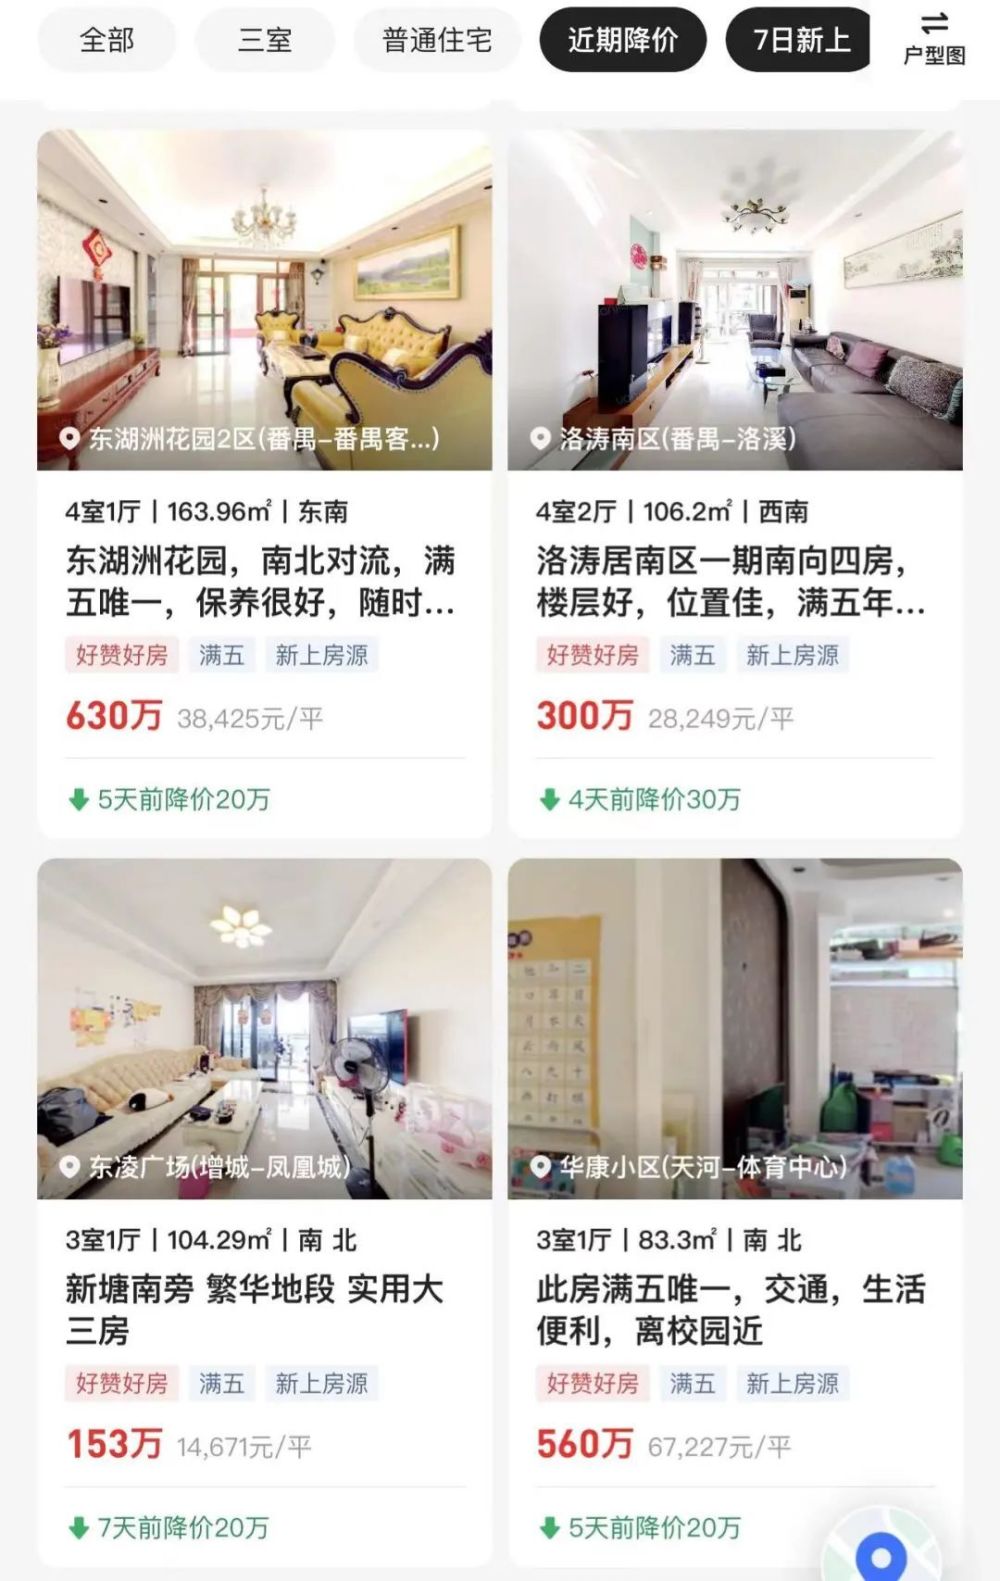 全部
三室
普通住宅
近期降价
7日新上
户型图
东湖洲花园2区(番禺-番禺客...)
4室1厅 | 163.96㎡ | 东南
东湖洲花园，南北对流，满
五唯一，保养很好，随时...
好赞好房 满五 新上房源
630万 38,425元/平
5天前降价20万
洛涛南区(番禺-洛溪)
4室2厅 | 106.2㎡ | 西南
洛涛居南区一期南向四房，
楼层好，位置佳，满五年...
好赞好房 满五 新上房源
300万 28,249元/平
4天前降价30万
东凌广场(增城-凤凰城)
3室1厅 | 104.29㎡ | 南 北
新塘南旁 繁华地段 实用大
三房
好赞好房 满五 新上房源
153万 14,671元/平
7天前降价20万
华康小区(天河-体育中心)
3室1厅 | 83.3㎡ | 南 北
此房满五唯一，交通，生活
便利，离校园近
好赞好房 满五 新上房源
560万 67,227元/平
5天前降价20万